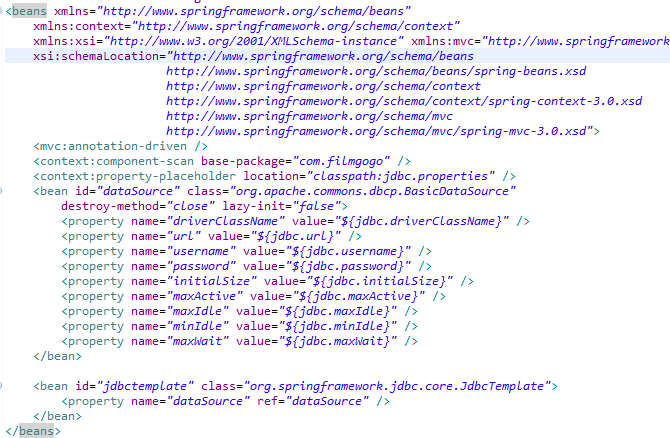 <beans xmlns="http://www.springframework.org/schema/beans"
xmlns:context="http://www.springframework.org/schema/context"
xmlns:xsi="http://www.w3.org/2001/XMLSchema-instance" xmlns:mvc="http://www.springframework
xsi:schemaLocation="http://www.springframework.org/schema/beans
http://www.springframework.org/schema/beans/spring-beans.xsd
http://www.springframework.org/schema/context
http://www.springframework.org/schema/context/spring-context-3.0.xsd
http://www.springframework.org/schema/mvc
http://www.springframework.org/schema/mvc/spring-mvc-3.0.xsd">
<mvc:annotation-driven />
<context:component-scan base-package="com.filmgogo" />
<context:property-placeholder location="classpath:jdbc.properties" />
<bean id="dataSource" class="org.apache.commons.dbcp.BasicDataSource"
destroy-method="close" lazy-init="false">
<property name="driverClassName" value="${jdbc.driverClassName}" />
<property name="url" value="${jdbc.url}" />
<property name="username" value="${jdbc.username}" />
<property name="password" value="${jdbc.password}" />
<property name="initialSize" value="${jdbc.initialSize}" />
<property name="maxActive" value="${jdbc.maxActive}" />
<property name="maxIdle" value="${jdbc.maxIdle}" />
<property name="minIdle" value="${jdbc.minIdle}" />
<property name="maxWait" value="${jdbc.maxWait}" />
</bean>
<bean id="jdbctemplate" class="org.springframework.jdbc.core.JdbcTemplate">
<property name="dataSource" ref="dataSource" />
</bean>
</beans>